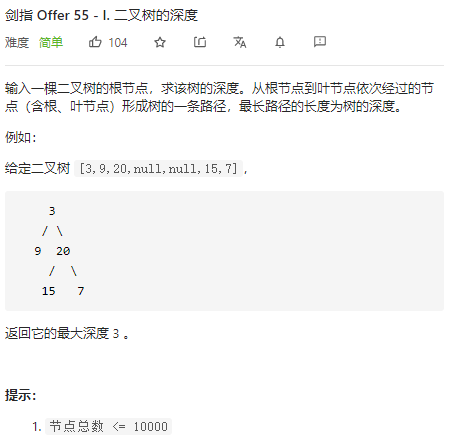 剑指 Offer 55 - I. 二叉树的深度
难度 简单 104
输入一棵二叉树的根节点，求该树的深度。从根节点到叶节点依次经过的节
点（含根、叶节点）形成树的一条路径，最长路径的长度为树的深度。
例如：
给定二叉树 [3,9,20,null,null,15,7]，
3
/ \
9 20
/ \
15 7
返回它的最大深度 3 。
提示：
1. 节点总数 <= 10000